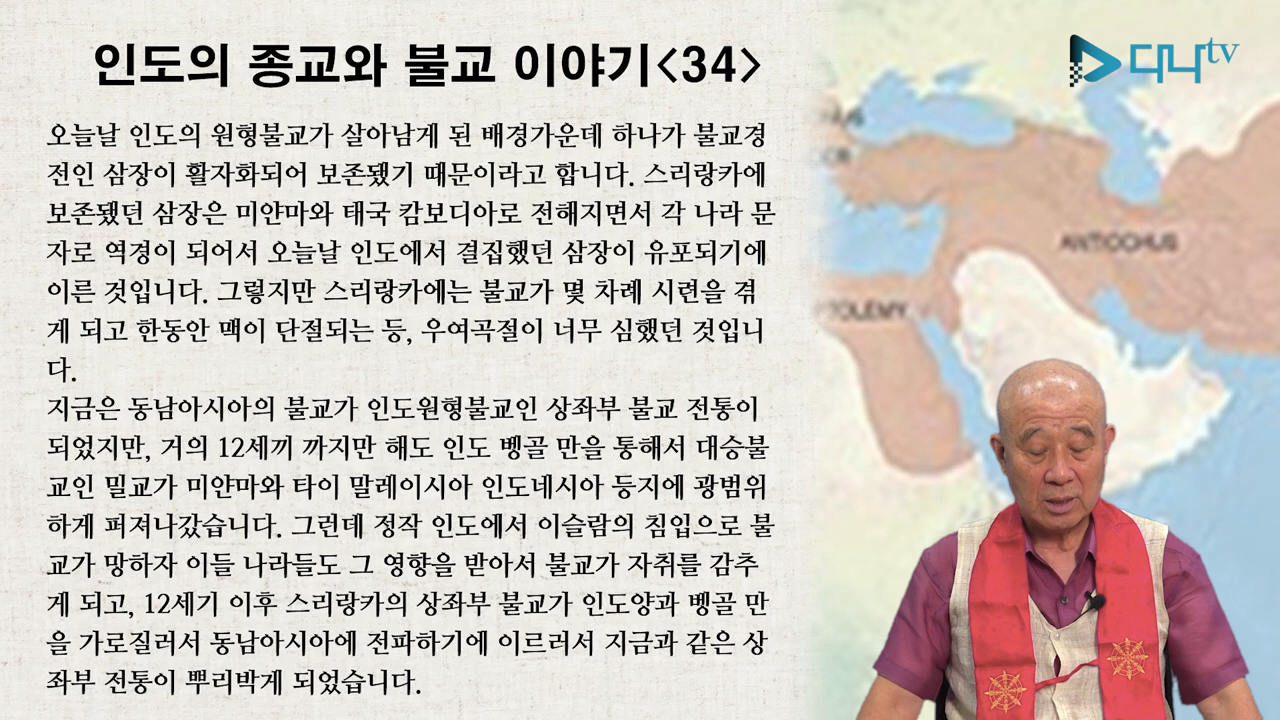 인도의 종교와 불교 이야기<34>
다나tv
오늘날 인도의 원형불교가 살아남게 된 배경가운데 하나가 불교경
전인 삼장이 활자화되어 보존됐기 때문이라고 합니다. 스리랑카에
보존됐던 삼장은 미얀마와 태국 캄보디아로 전해지면서 각 나라 문
자로 역경이 되어서 오늘날 인도에서 결집했던 삼장이 유포되기에
이른 것입니다. 그렇지만 스리랑카에는 불교가 몇 차례 시련을 겪
게 되고 한동안 맥이 단절되는 등, 우여곡절이 너무 심했던 것입니
다.
지금은 동남아시아의 불교가 인도원형불교인 상좌부 불교 전통이
되었지만, 거의 12세끼 까지만 해도 인도 벵골 만을 통해서 대승불
교인 밀교가 미얀마와 타이 말레이시아 인도네시아 등지에 광범위
하게 퍼져나갔습니다. 그런데 정작 인도에서 이슬람의 침입으로 불
교가 망하자 이들 나라들도 그 영향을 받아서 불교가 자취를 감추
게 되고, 12세기 이후 스리랑카의 상좌부 불교가 인도양과 벵골 만
을 가로질러서 동남아시아에 전파하기에 이르러서 지금과 같은 상
좌부 전통이 뿌리박게 되었습니다.
ANTIOCHUS
TOLEMY